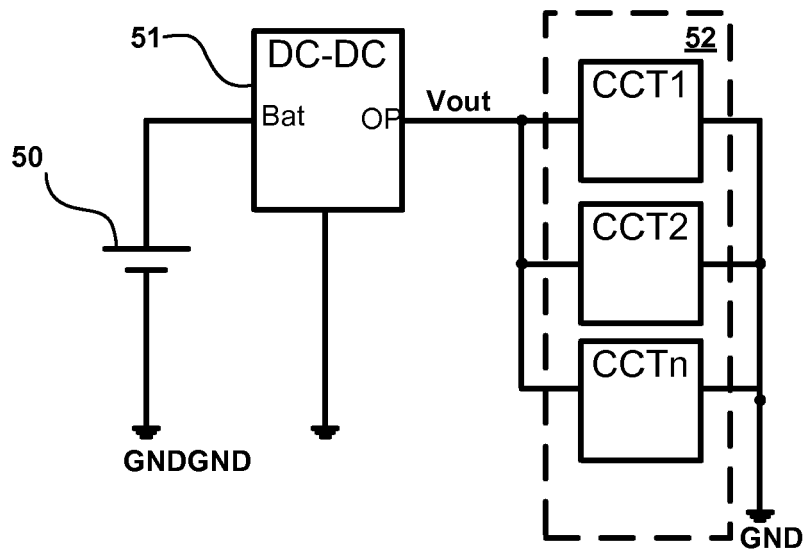 51
DC-DC
52
CCT1
Vout
Bat
OP
50
CCT2
CCTn
GNDGND
GND